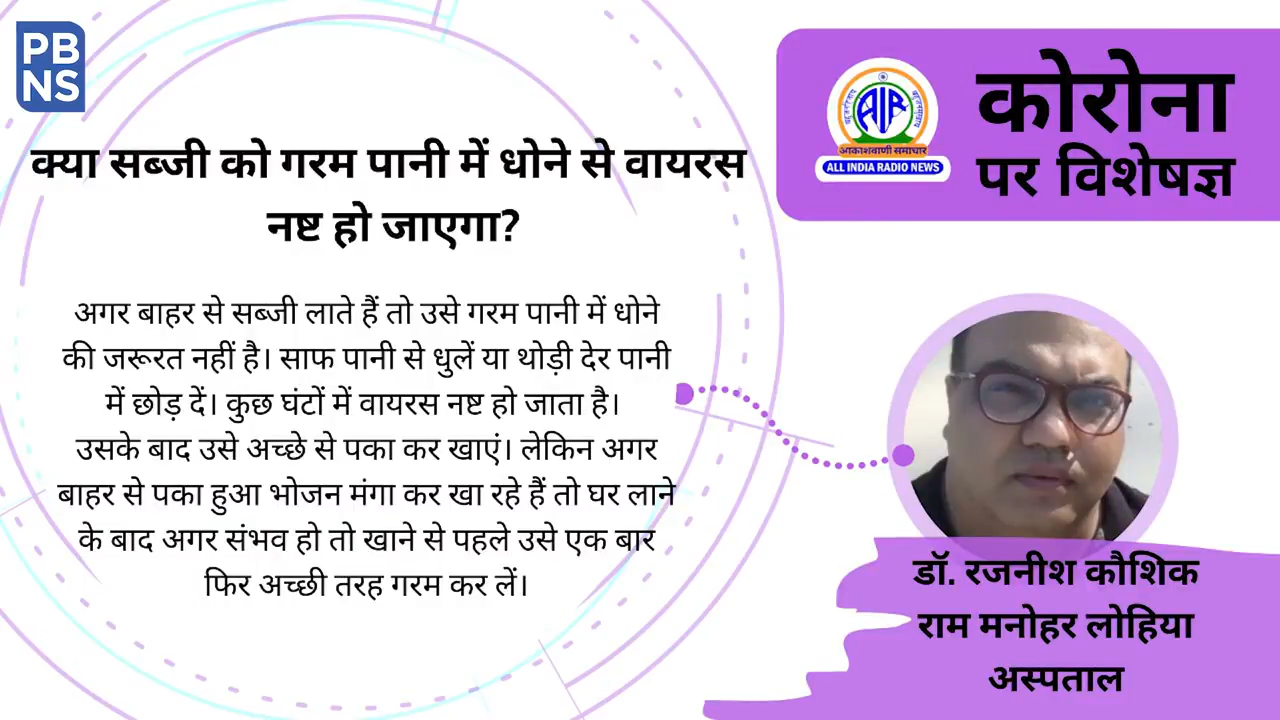 PB
NS
क्या सब्जी को गरम पानी में धोने से वायरस
नष्ट हो जाएगा?
अगर बाहर से सब्जी लाते हैं तो उसे गरम पानी में धोने
की जरूरत नहीं है। साफ पानी से धुलें या थोड़ी देर पानी
में छोड़ दें। कुछ घंटों में वायरस नष्ट हो जाता है।
उसके बाद उसे अच्छे से पका कर खाएं। लेकिन अगर
बाहर से पका हुआ भोजन मंगा कर खा रहे हैं तो घर लाने
के बाद अगर संभव हो तो खाने से पहले उसे एक बार
फिर अच्छी तरह गरम कर लें।
AIR
आकाशवाणी समाचार
ALL INDIA RADIO NEWS
कोरोना
पर विशेषज्ञ
डॉ. रजनीश कौशिक
राम मनोहर लोहिया
अस्पताल